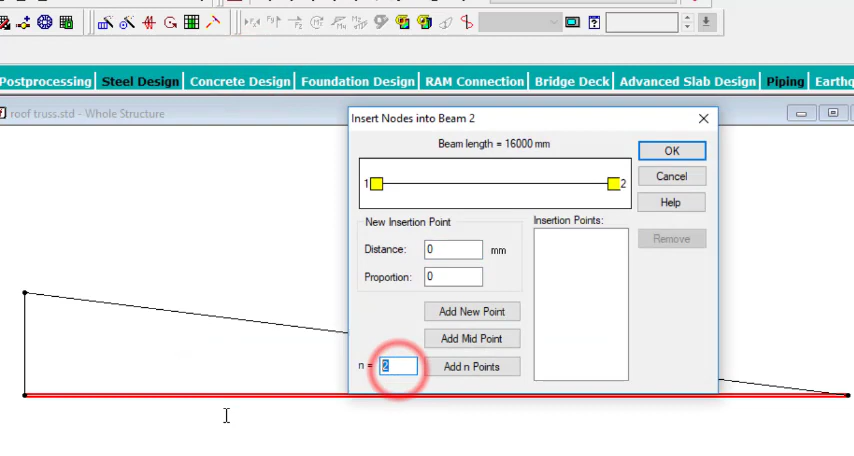 Postprocessing Steel Design Concrete Design Foundation Design RAM Connection Bridge Deck Advanced Slab Design Piping Earthq
roof truss.std - Whole Structure
Insert Nodes into Beam 2
Beam length = 16000 mm
1 2
OK
Cancel
Help
Remove
New Insertion Point
Distance: 0 mm
Proportion: 0
Add New Point
Add Mid Point
n = 2 Add n Points
Insertion Points: